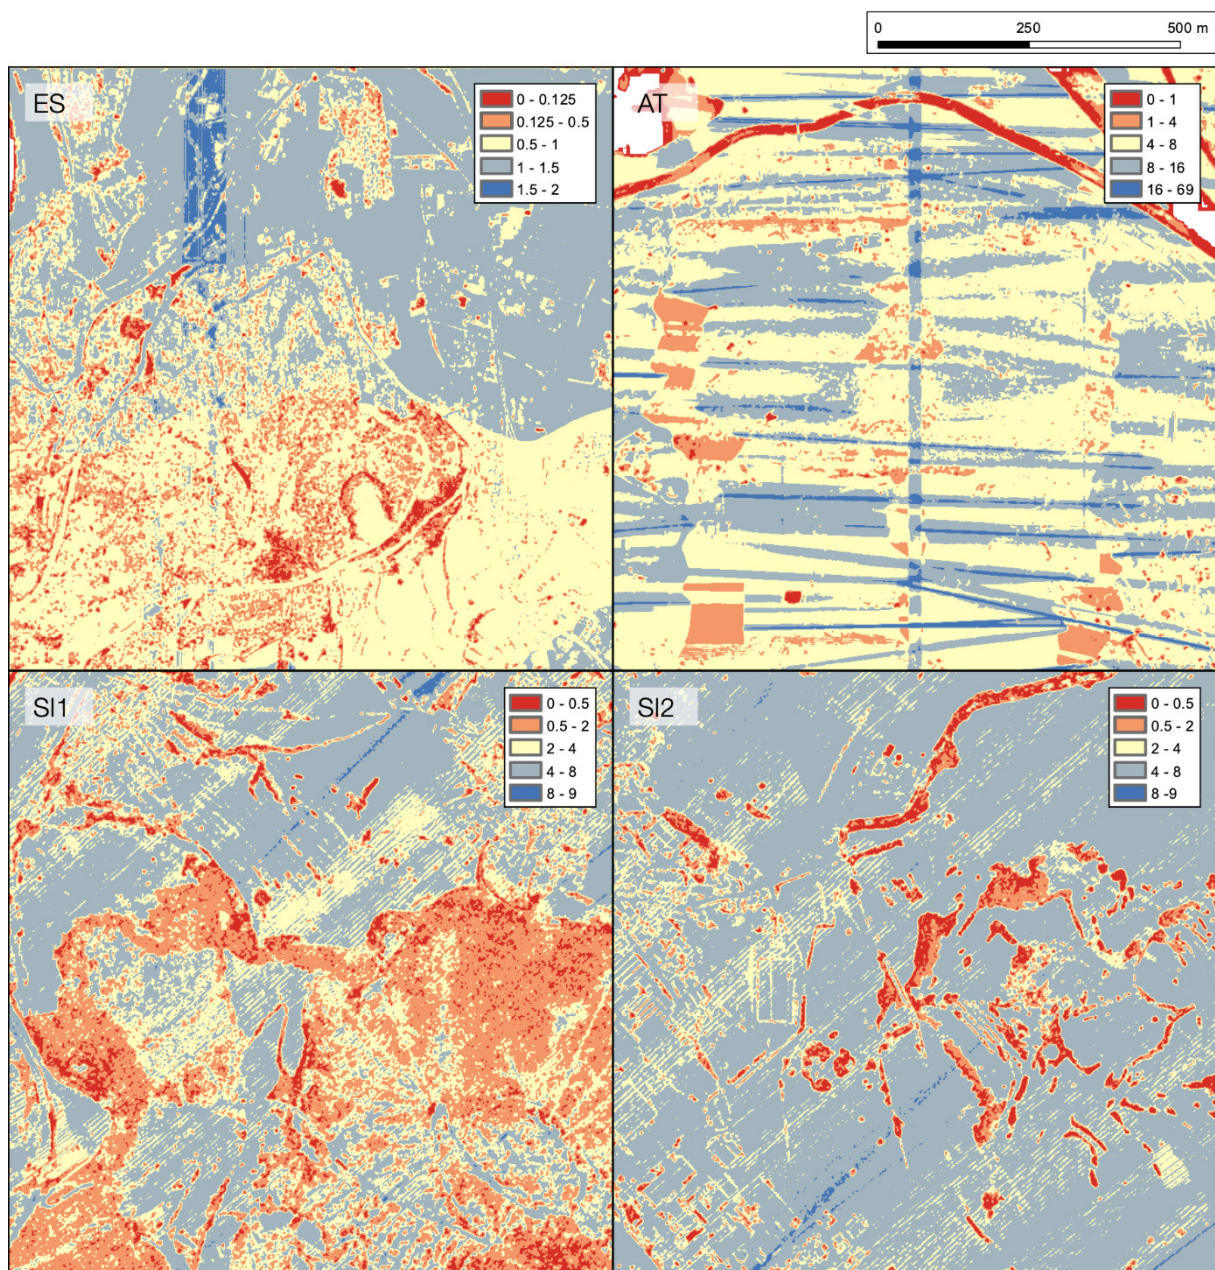 0 250 500 m
ES
0 - 0.125
0.125 - 0.5
0.5 - 1
1 - 1.5
1.5 - 2
AT
0 - 1
1 - 4
4 - 8
8 - 16
16 - 69
SI1
0 - 0.5
0.5 - 2
2 - 4
4 - 8
8 - 9
SI2
0 - 0.5
0.5 - 2
2 - 4
4 - 8
8 - 9